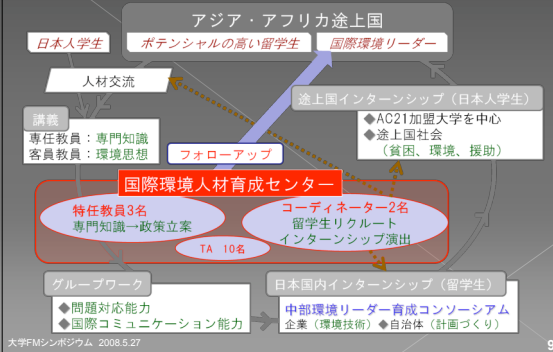 アジア・アフリカ途上国
日本人学生
ポテンシャルの高い留学生
国際環境リーダー
人材交流
途上国インターンシップ（日本人学生）
◆AC21加盟大学を中心
◆途上国社会
（貧困、環境、援助）
講義
専任教員：専門知識
客員教員：環境思想
フォローアップ
国際環境人材育成センター
特任教員3名
専門知識→政策立案
コーディネーター2名
留学生リクルート
インターンシップ演出
TA 10名
グループワーク
◆問題対応能力
◆国際コミュニケーション能力
日本国内インターンシップ（留学生）
中部環境リーダー育成コンソーシアム
企業（環境技術）◆自治体（計画づくり）
大学FMシンポジウム 2008.5.27